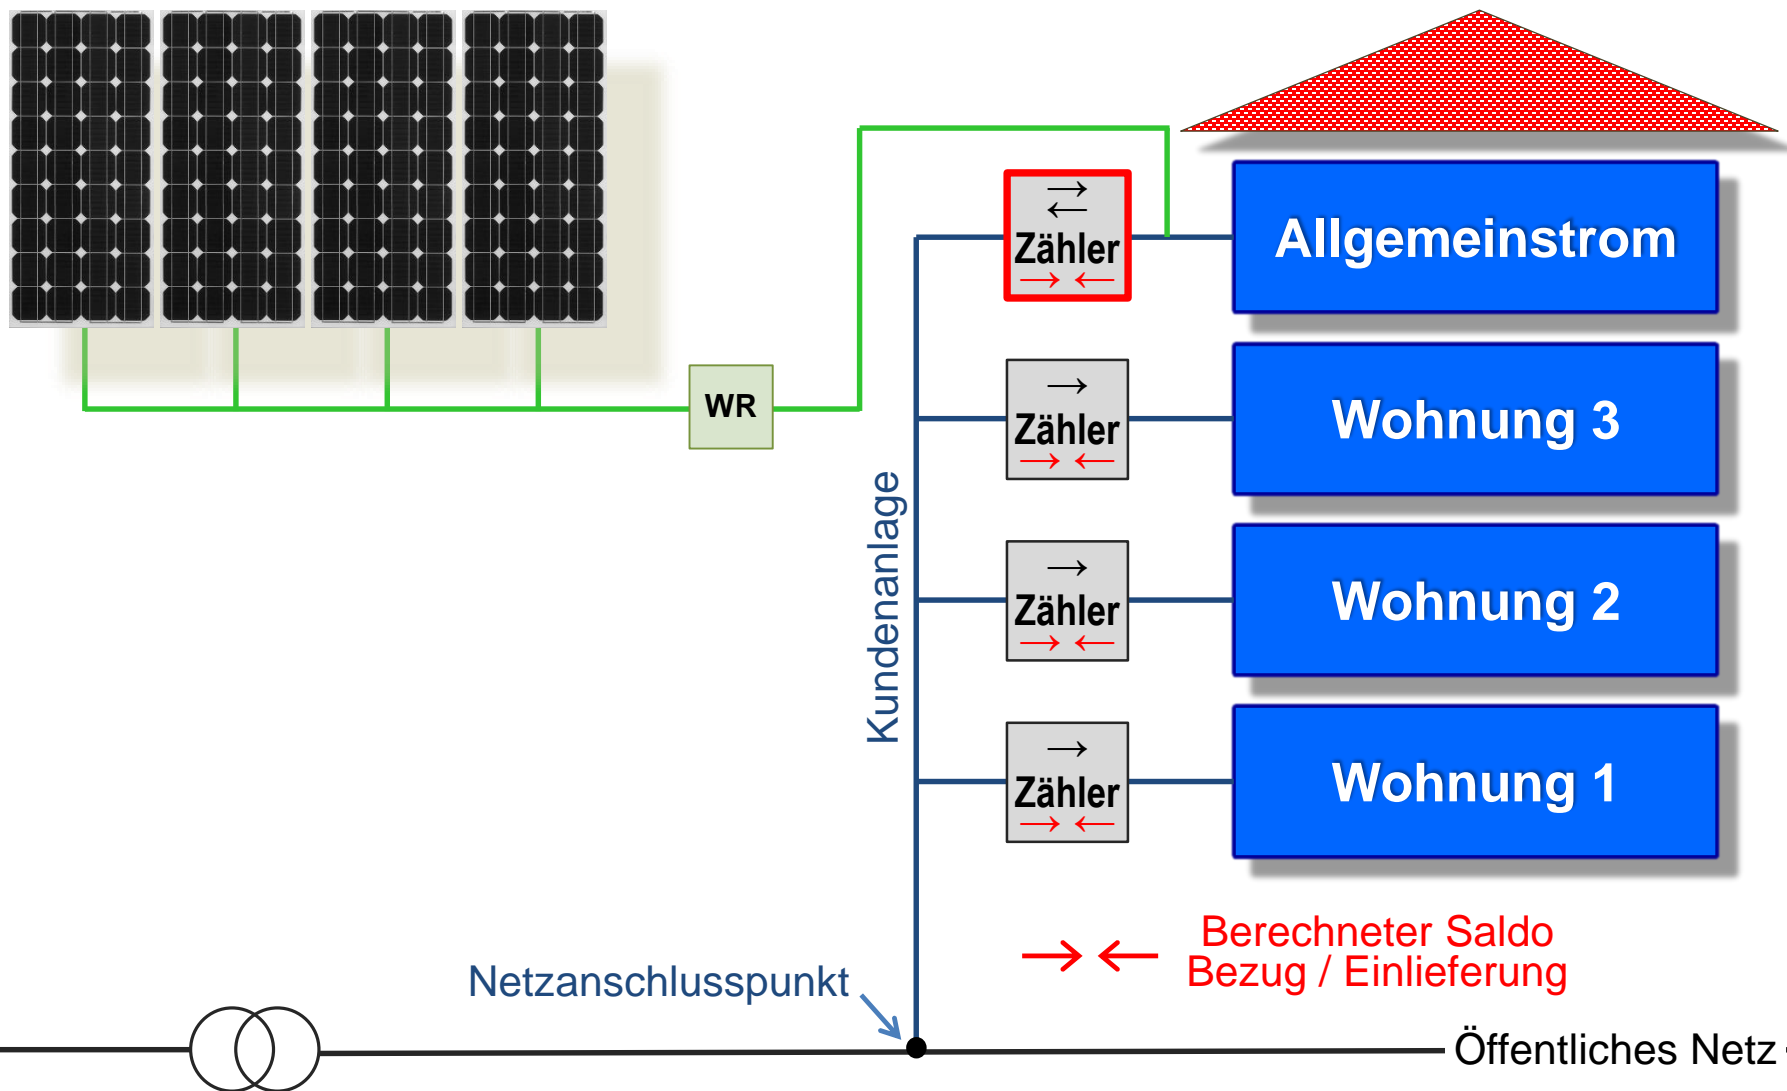 Zähler
Allgemeinstrom
WR
Zähler
Wohnung 3
Kundenanlage
Zähler
Wohnung 2
Zähler
Wohnung 1
Berechneter Saldo
Bezug / Einlieferung
Netzanschlusspunkt
Öffentliches Netz